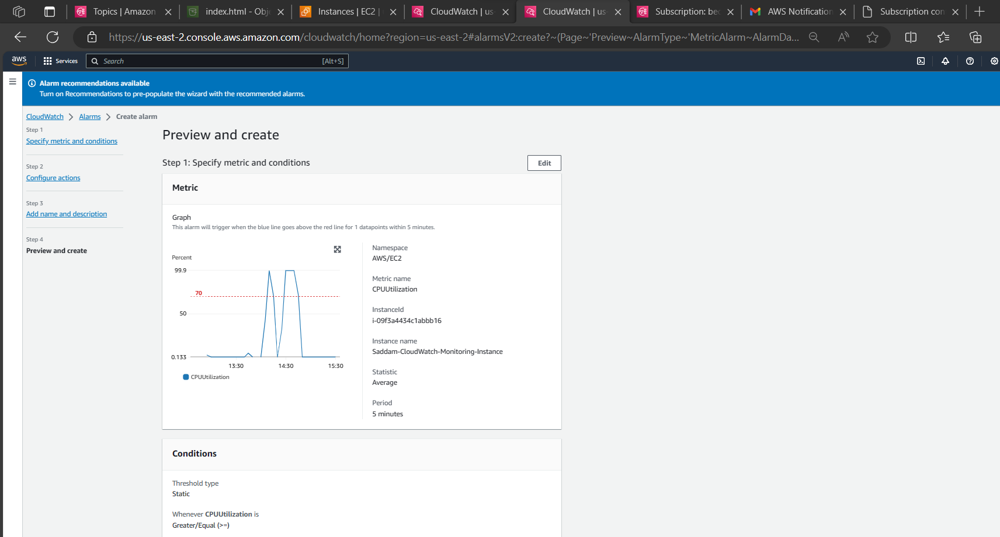 Topics | Amazon
index.html - Obj
Instances | EC2 |
CloudWatch | us-
CloudWatch | us-
Subscription: bec
AWS Notification
Subscription con
https://us-east-2.console.aws.amazon.com/cloudwatch/home?region=us-east-2#alarmsV2:create?~(Page~'Preview~AlarmType~'MetricAlarm~AlarmDa...
aws
Services
Search
[Alt+S]
Alarm recommendations available
Turn on Recommendations to pre-populate the wizard with the recommended alarms.
CloudWatch > Alarms > Create alarm
Step 1
Specify metric and conditions
Step 2
Configure actions
Step 3
Add name and description
Step 4
Preview and create
Preview and create
Step 1: Specify metric and conditions
Edit
Metric
Graph
This alarm will trigger when the blue line goes above the red line for 1 datapoints within 5 minutes.
Percent
99.9
70
50
0.133
13:30
14:30
15:30
CPUUtilization
Namespace
AWS/EC2
Metric name
CPUUtilization
InstanceId
i-09f3a4434c1abbb16
Instance name
Saddam-CloudWatch-Monitoring-Instance
Statistic
Average
Period
5 minutes
Conditions
Threshold type
Static
Whenever CPUUtilization is
Greater/Equal (>=)